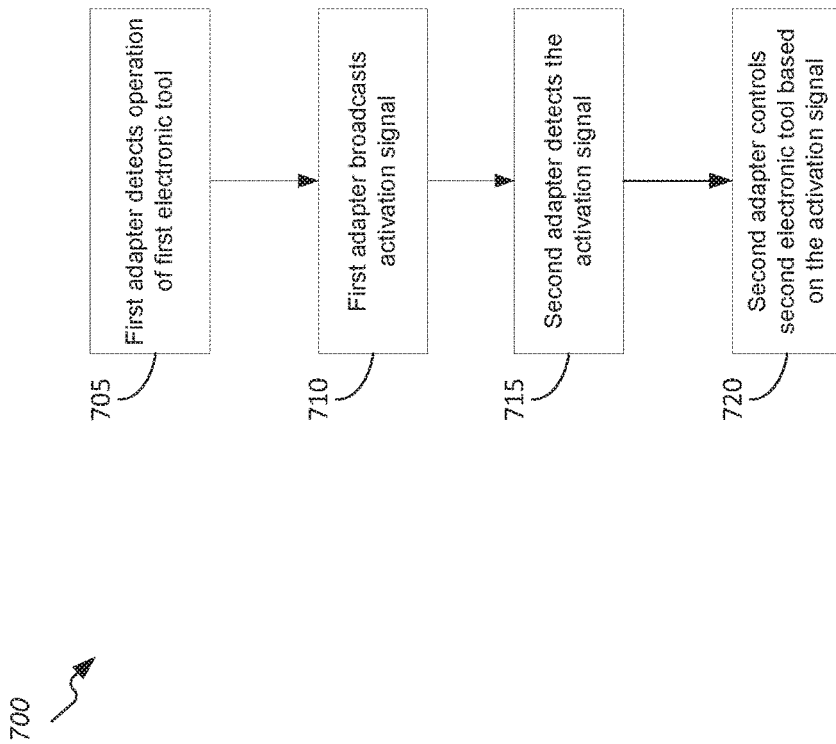 700
705
First adapter detects operation
of first electronic tool
710
First adapter broadcasts
activation signal
715
Second adapter detects the
activation signal
720
Second adapter controls
second electronic tool based
on the activation signal